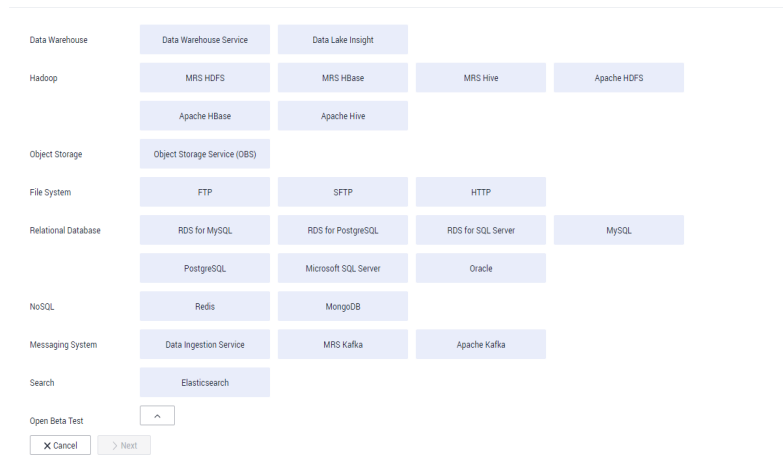 Data Warehouse Data Warehouse Service Data Lake Insight
Hadoop MRS HDFS MRS HBase MRS Hive Apache HDFS
Apache HBase Apache Hive
Object Storage Object Storage Service (OBS)
File System FTP SFTP HTTP
Relational Database RDS for MySQL RDS for PostgreSQL RDS for SQL Server MySQL
PostgreSQL Microsoft SQL Server Oracle
NoSQL Redis MongoDB
Messaging System Data Ingestion Service MRS Kafka Apache Kafka
Search Elasticsearch
Open Beta Test
Cancel Next